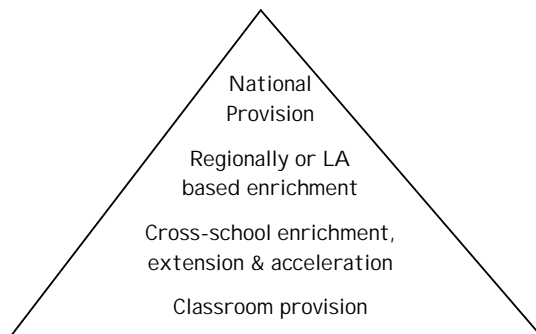 National
Provision
Regionally or LA
based enrichment
Cross-school enrichment,
extension & acceleration
Classroom provision